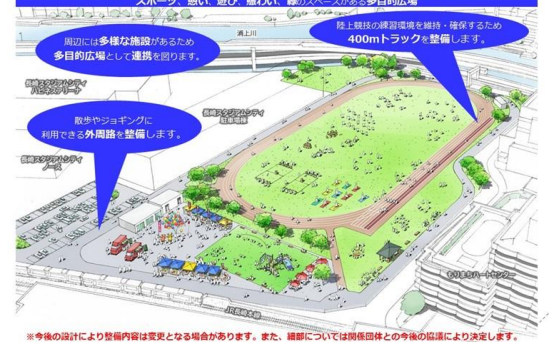 スポーツ、憩い、遊び、賑わい、緑のスペースがある多目的広場
周辺には多様な施設があるため
多目的広場として連携を図ります。
陸上競技の練習環境を維持・確保するため
400mトラックを整備します。
浦上川
長崎スタジアムシティ
ハピネスアリーナ
長崎スタジアムシティ
駐車場棟
散歩やジョギングに
利用できる外周路を整備します。
長崎スタジアムシティ
ノース
もりまちハートセンター
JR長崎本線
※今後の設計により整備内容は変更となる場合があります。また、細部については関係団体との今後の協議により決定します。